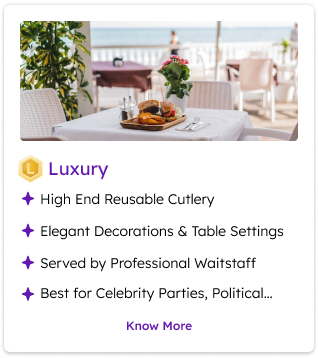 L
Luxury
High End Reusable Cutlery
Elegant Decorations & Table Settings
Served by Professional Waitstaff
Best for Celebrity Parties, Political...
Know More